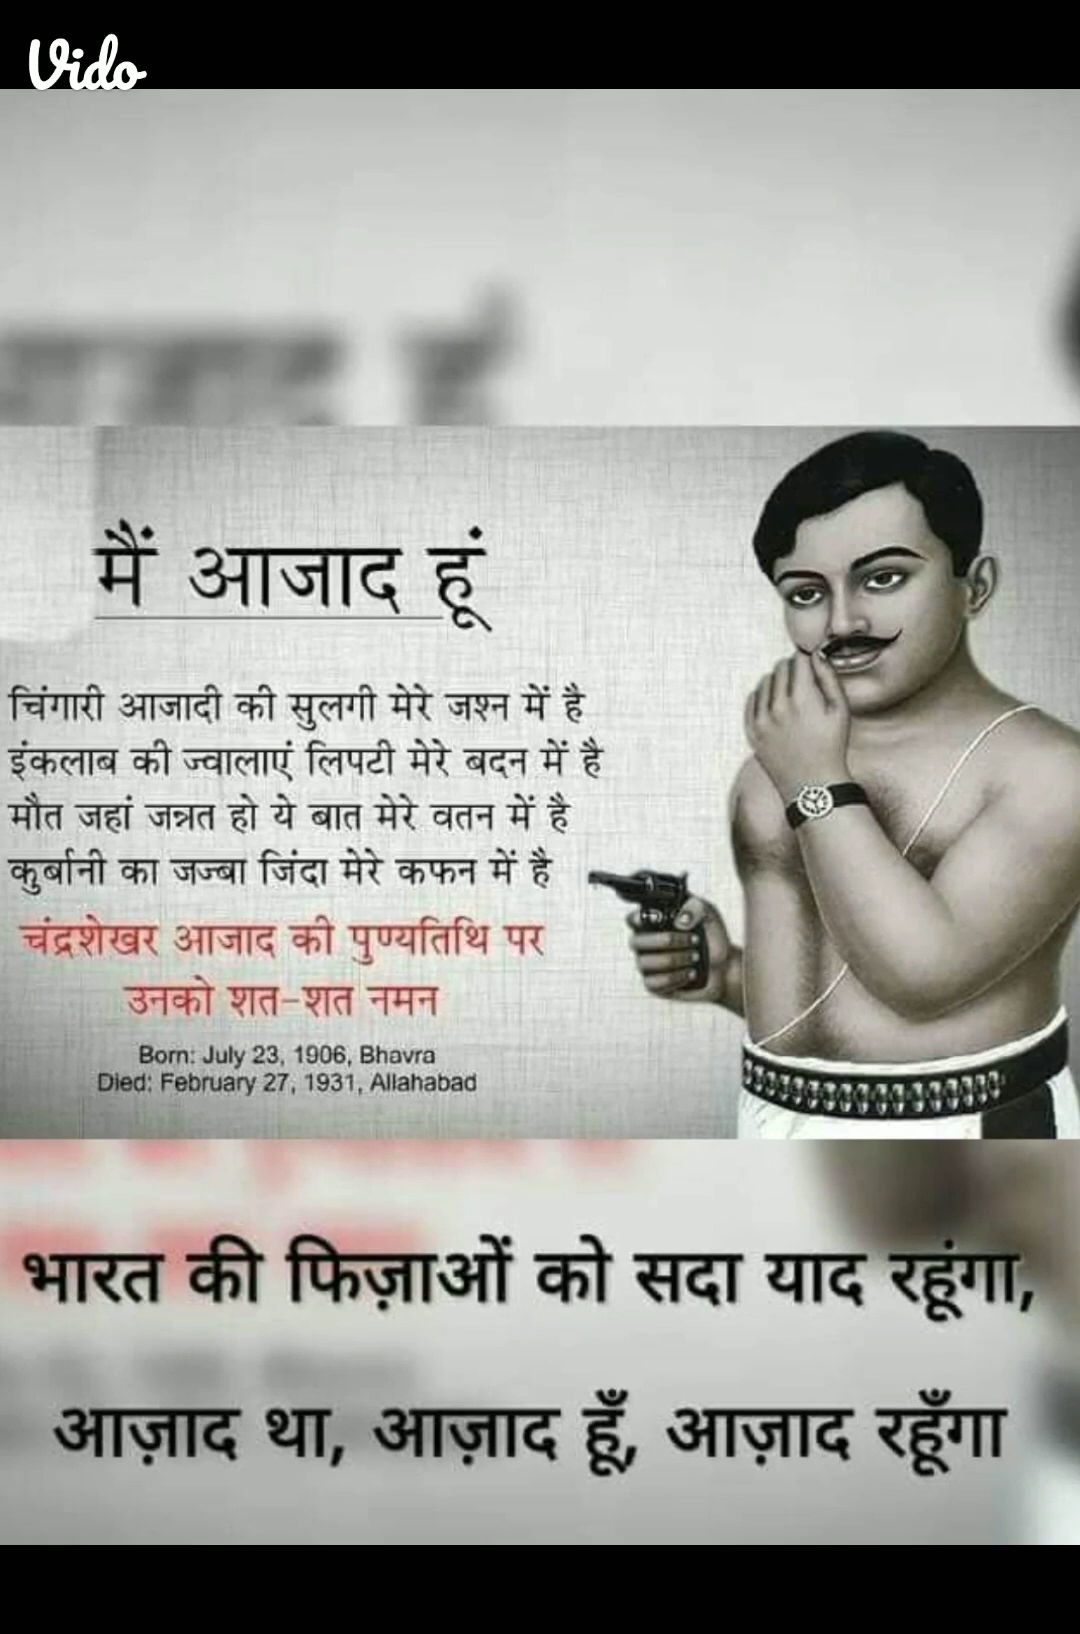 Vido
मैं आजाद हूं
चिंगारी आजादी की सुलगी मेरे जश्न में है
इंकलाब की ज्वालाएं लिपटी मेरे बदन में है
मौत जहां जन्नत हो ये बात मेरे वतन में है
कुर्बानी का जज्बा जिंदा मेरे कफन में है
चंद्रशेखर आजाद की पुण्यतिथि पर
उनको शत-शत नमन
Born: July 23, 1906, Bhavra
Died: February 27, 1931, Allahabad
भारत की फिज़ाओं को सदा याद रहूंगा,
आज़ाद था, आज़ाद हूँ, आज़ाद रहूँगा